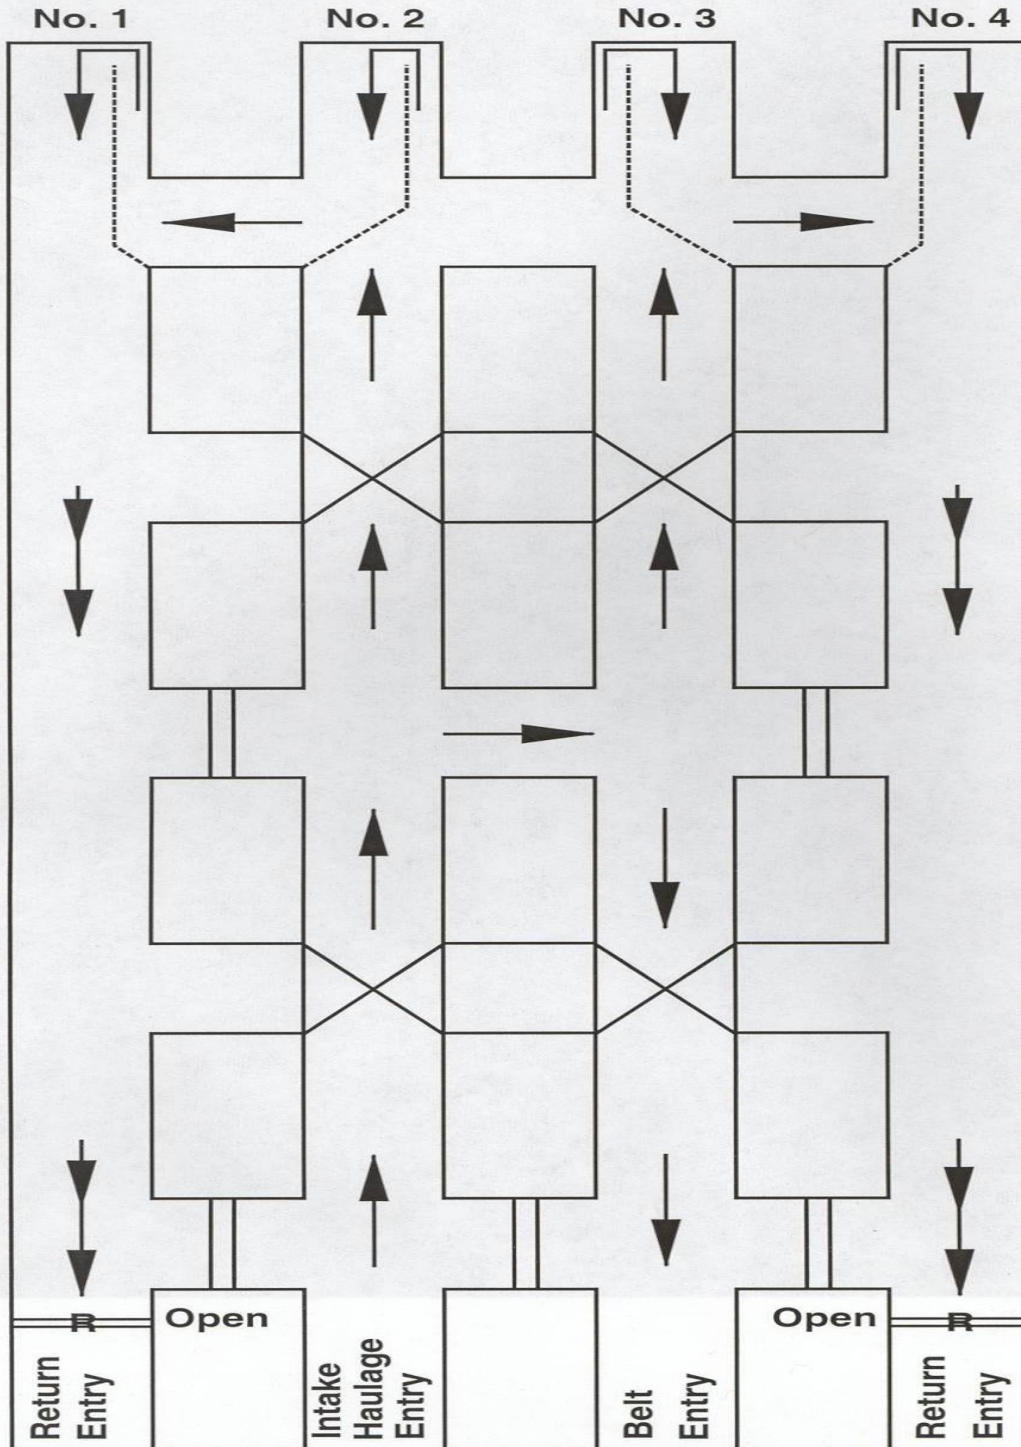 No. 1
No. 2
No. 3
No. 4
R
Open
Open
R
Return
Entry
Intake
Haulage
Entry
Belt
Entry
Return
Entry